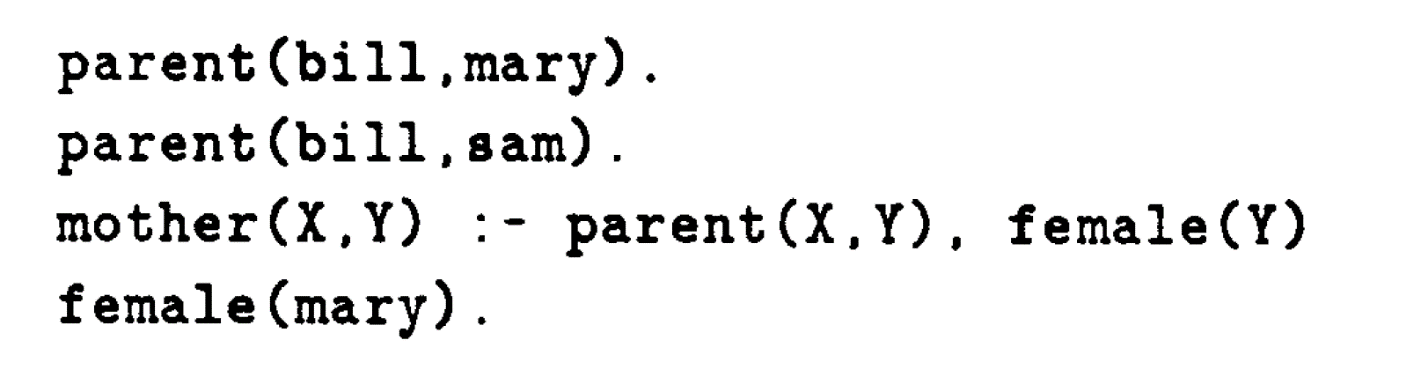 parent(bill,mary).
parent(bill,sam).
mother(X,Y) :- parent(X,Y), female(Y)
female(mary).